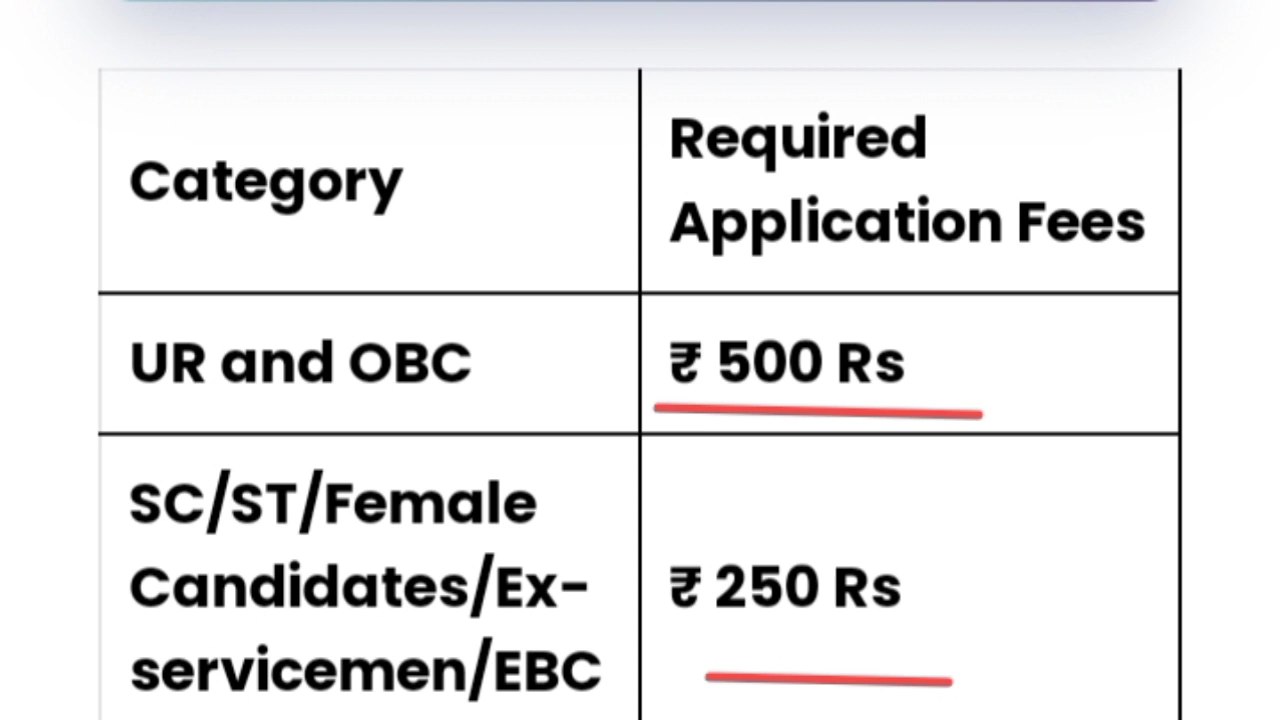 Category
Required
Application Fees
UR and OBC
₹ 500 Rs
SC/ST/Female
Candidates/Ex-
servicemen/EBC
₹ 250 Rs